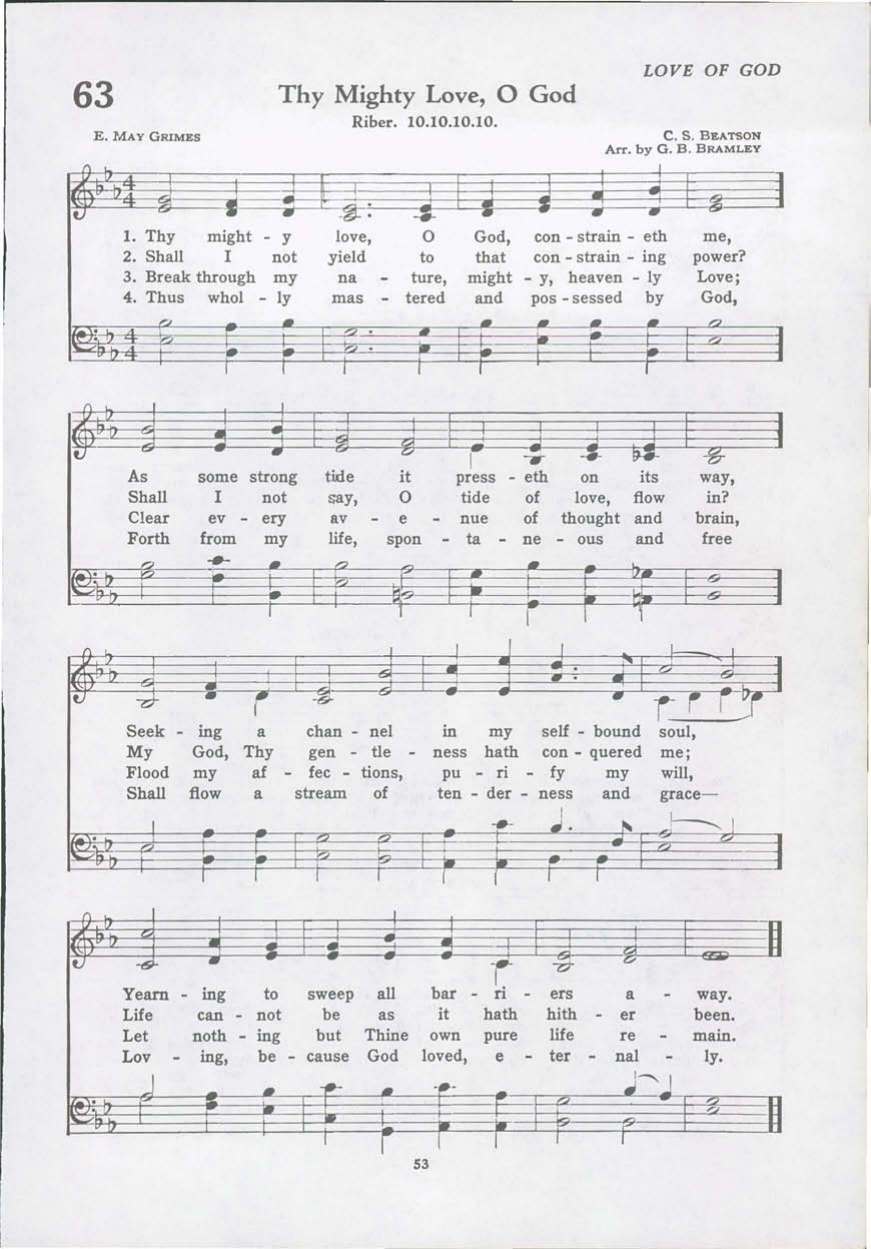 LOVE OF GOD
63
Thy Mighty Love, O God
Riber. 10.10.10.10.
E. May Grimes
C. S. Beatson
Arr. by G. B. Bramley
1. Thy might - y love, O God, con - strain - eth me,
2. Shall I not yield to that con - strain - ing power?
3. Break through my na - ture, might - y, heaven - ly Love;
4. Thus whol - ly mas - tered and pos - sessed by God,
As some strong tide it press - eth on its way,
Shall I not say, O tide of love, flow in?
Clear ev - ery av - e - nue of thought and brain,
Forth from my life, spon - ta - ne - ous and free
Seek - ing a chan - nel in my self - bound soul,
My God, Thy gen - tle - ness hath con - quered me;
Flood my af - fec - tions, pu - ri - fy my will,
Shall flow a stream of ten - der - ness and grace—
Yearn - ing to sweep all bar - ri - ers a - way.
Life can - not be as it hath hith - er been.
Let noth - ing but Thine own pure life re - main.
Lov - ing, be - cause God loved, e - ter - nal - ly.
53